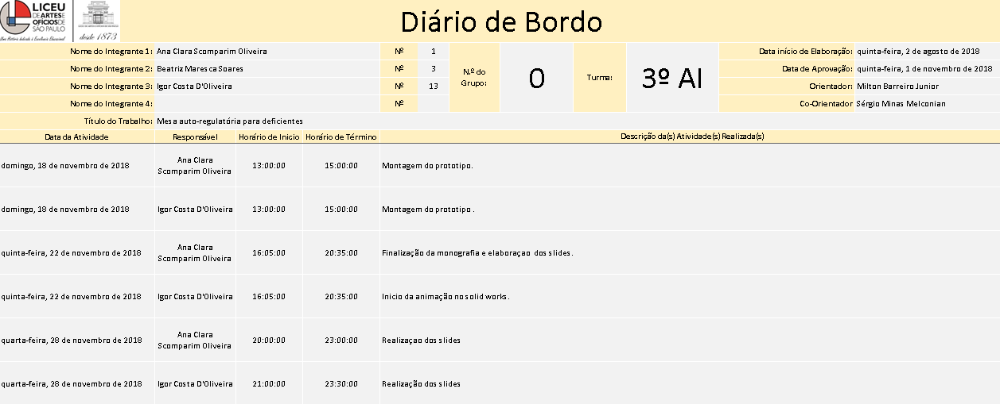 LICEU
DE ARTES E
OFÍCIOS DE
SÃO PAULO
Uma História dedicada à Excelência Educacional
desde 1873
Diário de Bordo
Nome do Integrante 1: Ana Clara Scomparim Oliveira Nº 1
Nome do Integrante 2: Beatriz Maresca Soares Nº 3
Nome do Integrante 3: Igor Costa D'Oliveira Nº 13
Nome do Integrante 4: Nº
N.º do
Grupo:
0
Turma:
3º AI
Data início de Elaboração: quinta-feira, 2 de agosto de 2018
Data de Aprovação: quinta-feira, 1 de novembro de 2018
Orientador: Milton Barreiro Junior
Co-Orientador Sérgio Minas Melconian
Título do Trabalho: Mesa auto-regulatória para deficientes
Data da Atividade Responsável Horário de Inicio Horário de Término Descrição da(s) Atividade(s) Realizada(s)
domingo, 18 de novembro de 2018 Ana Clara
Scomparim Oliveira 13:00:00 15:00:00 Montagem do prototipo.
domingo, 18 de novembro de 2018 Igor Costa D'Oliveira 13:00:00 15:00:00 Montagem do prototipo .
quinta-feira, 22 de novembro de 2018 Ana Clara
Scomparim Oliveira 16:05:00 20:35:00 Finalização da monografia e elaboraçao dos slides.
quinta-feira, 22 de novembro de 2018 Igor Costa D'Oliveira 16:05:00 20:35:00 Inicio da animação no solid works.
quarta-feira, 28 de novembro de 2018 Ana Clara
Scomparim Oliveira 20:00:00 23:00:00 Realizaçao dos slides
quarta-feira, 28 de novembro de 2018 Igor Costa D'Oliveira 21:00:00 23:30:00 Realização dos slides